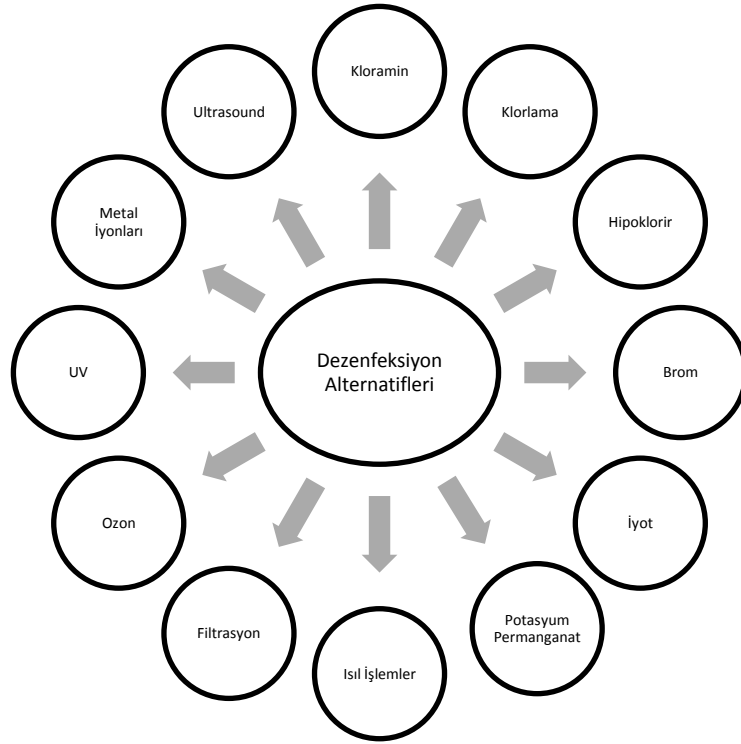 Kloramin
Ultrasound
Klorlama
Metal
İyonları
Hipoklorir
Dezenfeksiyon
Alternatifleri
UV
Brom
Ozon
İyot
Filtrasyon
Potasyum
Permanganat
Isıl İşlemler